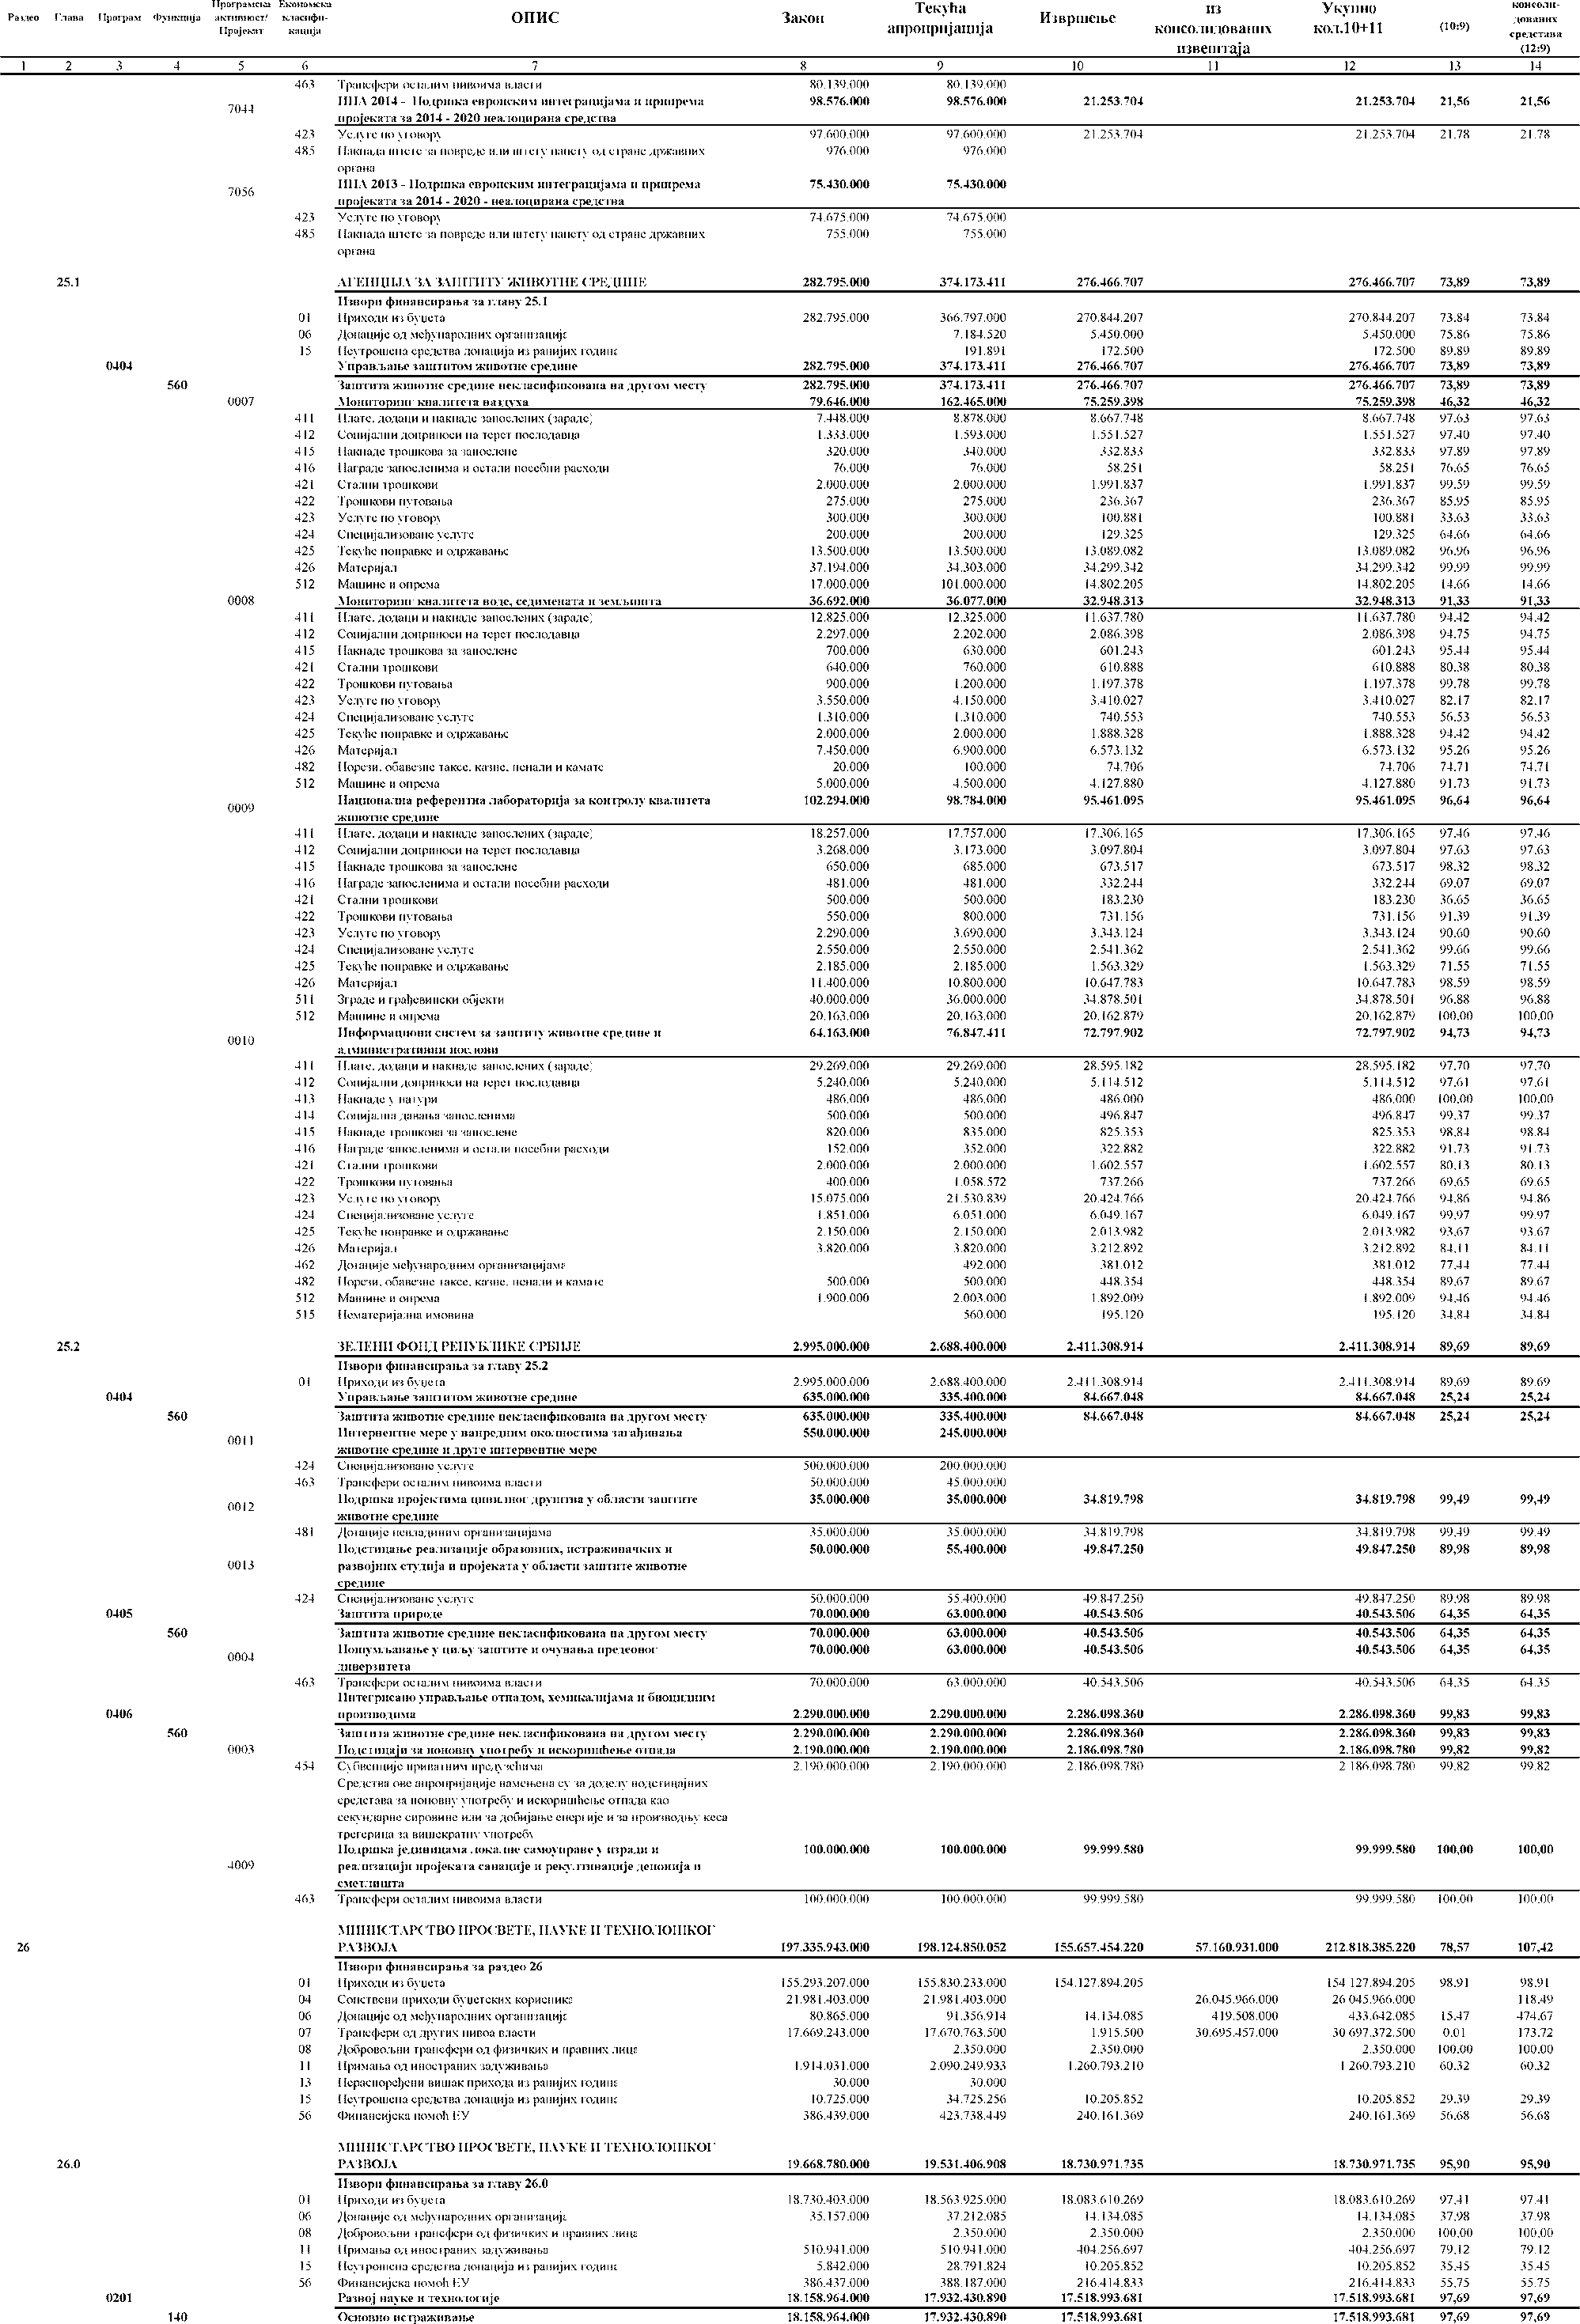 Раздео Глава Програм Функција Програмска активност/ Пројекат Економска класифи- кација ОПИС Закон Текућа апропријација Извршење из консолидованих извештаја Укупно кол.10+11 (10:9) консоли- дованих средстава (12:9)
1 2 3 4 5 6 7 8 9 10 11 12 13 14
463 Трансфери осталим нивоима власти 80.139.000 80.139.000
7044 ИПА 2014 - Подршка европским интеграцијама и припрема 98.576.000 98.576.000 21.253.704 21.253.704 21,56 21,56
пројеката за 2014 - 2020 неалоцирана средства
423 Услуге по уговору 97.600.000 97.600.000 21.253.704 21.253.704 21,78 21,78
485 Накнада штете за повреде или штету нанету од стране државних 976.000 976.000
органа
7056 ИПА 2013 - Подршка европским интеграцијама и припрема 75.430.000 75.430.000
пројеката за 2014 - 2020 - неалоцирана средства
423 Услуге по уговору 74.675.000 74.675.000
485 Накнада штете за повреде или штету нанету од стране државних 755.000 755.000
органа
25.1 АГЕНЦИЈА ЗА ЗАШТИТУ ЖИВОТНЕ СРЕДИНЕ 282.795.000 374.173.411 276.466.707 276.466.707 73,89 73,89
Извори финансирања за главу 25.1
01 Приходи из буџета 282.795.000 366.797.000 270.844.207 270.844.207 73,84 73,84
06 Донације од међународних организација 7.184.520 5.450.000 5.450.000 75,86 75,86
15 Неутрошена средства донација из ранијих година 191.891 172.500 172.500 89,89 89,89
0404 Управљање заштитом животне средине 282.795.000 374.173.411 276.466.707 276.466.707 73,89 73,89
560 Заштита животне средине некласификована на другом месту 282.795.000 374.173.411 276.466.707 276.466.707 73,89 73,89
0007 Мониторинг квалитета ваздуха 79.646.000 162.465.000 75.259.398 75.259.398 46,32 46,32
411 Плате, додаци и накнаде запослених (зараде) 7.448.000 8.878.000 8.667.748 8.667.748 97,63 97,63
412 Социјални доприноси на терет послодавца 1.333.000 1.593.000 1.551.527 1.551.527 97,40 97,40
415 Накнаде трошкова за запослене 320.000 340.000 332.833 332.833 97,89 97,89
416 Награде запосленима и остали посебни расходи 76.000 76.000 58.251 58.251 76,65 76,65
421 Стални трошкови 2.000.000 2.000.000 1.991.837 1.991.837 99,59 99,59
422 Трошкови путовања 275.000 275.000 236.367 236.367 85,95 85,95
423 Услуге по уговору 300.000 300.000 100.881 100.881 33,63 33,63
424 Специјализоване услуге 200.000 200.000 129.325 129.325 64,66 64,66
425 Текуће поправке и одржавање 13.500.000 13.500.000 13.089.082 13.089.082 96,96 96,96
426 Материјал 37.194.000 34.303.000 34.299.342 34.299.342 99,99 99,99
512 Машине и опрема 17.000.000 101.000.000 14.802.205 14.802.205 14,66 14,66
0008 Мониторинг квалитета воде, седимената и земљишта 36.692.000 36.077.000 32.948.313 32.948.313 91,33 91,33
411 Плате, додаци и накнаде запослених (зараде) 12.825.000 12.325.000 11.637.780 11.637.780 94,42 94,42
412 Социјални доприноси на терет послодавца 2.297.000 2.202.000 2.086.398 2.086.398 94,75 94,75
415 Накнаде трошкова за запослене 700.000 630.000 601.243 601.243 95,44 95,44
421 Стални трошкови 640.000 760.000 610.888 610.888 80,38 80,38
422 Трошкови путовања 900.000 1.200.000 1.197.378 1.197.378 99,78 99,78
423 Услуге по уговору 3.550.000 4.150.000 3.410.027 3.410.027 82,17 82,17
424 Специјализоване услуге 1.310.000 1.310.000 740.553 740.553 56,53 56,53
425 Текуће поправке и одржавање 2.000.000 2.000.000 1.888.328 1.888.328 94,42 94,42
426 Материјал 7.450.000 6.900.000 6.573.132 6.573.132 95,26 95,26
482 Порези, обавезне таксе, казне, пенали и камате 20.000 100.000 74.706 74.706 74,71 74,71
512 Машине и опрема 5.000.000 4.500.000 4.127.880 4.127.880 91,73 91,73
0009 Национална референтна лабораторија за контролу квалитета 102.294.000 98.784.000 95.461.095 95.461.095 96,64 96,64
животне средине
411 Плате, додаци и накнаде запослених (зараде) 18.257.000 17.757.000 17.306.165 17.306.165 97,46 97,46
412 Социјални доприноси на терет послодавца 3.268.000 3.173.000 3.097.804 3.097.804 97,63 97,63
415 Накнаде трошкова за запослене 650.000 685.000 673.517 673.517 98,32 98,32
416 Награде запосленима и остали посебни расходи 481.000 481.000 332.244 332.244 69,07 69,07
421 Стални трошкови 500.000 500.000 183.230 183.230 36,65 36,65
422 Трошкови путовања 550.000 800.000 731.156 731.156 91,39 91,39
423 Услуге по уговору 2.290.000 3.690.000 3.343.124 3.343.124 90,60 90,60
424 Специјализоване услуге 2.550.000 2.550.000 2.541.362 2.541.362 99,66 99,66
425 Текуће поправке и одржавање 2.185.000 2.185.000 1.563.329 1.563.329 71,55 71,55
426 Материјал 11.400.000 10.800.000 10.647.783 10.647.783 98,59 98,59
511 Зграде и грађевински објекти 40.000.000 36.000.000 34.878.501 34.878.501 96,88 96,88
512 Машине и опрема 20.163.000 20.163.000 20.162.879 20.162.879 100,00 100,00
0010 Информациони систем за заштиту животне средине и 64.163.000 76.847.411 72.797.902 72.797.902 94,73 94,73
административни послови
411 Плате, додаци и накнаде запослених (зараде) 29.269.000 29.269.000 28.595.182 28.595.182 97,70 97,70
412 Социјални доприноси на терет послодавца 5.240.000 5.240.000 5.114.512 5.114.512 97,61 97,61
413 Накнаде у натури 486.000 486.000 486.000 486.000 100,00 100,00
414 Социјална давања запосленима 500.000 500.000 496.847 496.847 99,37 99,37
415 Накнаде трошкова за запослене 820.000 835.000 825.353 825.353 98,84 98,84
416 Награде запосленима и остали посебни расходи 152.000 352.000 322.882 322.882 91,73 91,73
421 Стални трошкови 2.000.000 2.000.000 1.602.557 1.602.557 80,13 80,13
422 Трошкови путовања 400.000 1.058.572 737.266 737.266 69,65 69,65
423 Услуге по уговору 15.075.000 21.530.839 20.424.766 20.424.766 94,86 94,86
424 Специјализоване услуге 1.851.000 6.051.000 6.049.167 6.049.167 99,97 99,97
425 Текуће поправке и одржавање 2.150.000 2.150.000 2.013.982 2.013.982 93,67 93,67
426 Материјал 3.820.000 3.820.000 3.212.892 3.212.892 84,11 84,11
462 Дотације међународним организацијама 492.000 381.012 381.012 77,44 77,44
482 Порези, обавезне таксе, казне, пенали и камате 500.000 500.000 448.354 448.354 89,67 89,67
512 Машине и опрема 1.900.000 2.003.000 1.892.009 1.892.009 94,46 94,46
515 Нематеријална имовина 560.000 195.120 195.120 34,84 34,84
25.2 ЗЕЛЕНИ ФОНД РЕПУБЛИКЕ СРБИЈЕ 2.995.000.000 2.688.400.000 2.411.308.914 2.411.308.914 89,69 89,69
Извори финансирања за главу 25.2
01 Приходи из буџета 2.995.000.000 2.688.400.000 2.411.308.914 2.411.308.914 89,69 89,69
0404 Управљање заштитом животне средине 635.000.000 335.400.000 84.667.048 84.667.048 25,24 25,24
560 Заштита животне средине некласификована на другом месту 635.000.000 335.400.000 84.667.048 84.667.048 25,24 25,24
0011 Интервентне мере у ванредним околностима загађивања 550.000.000 245.000.000
животне средине и друге интервентне мере
424 Специјализоване услуге 500.000.000 200.000.000
463 Трансфери осталим нивоима власти 50.000.000 45.000.000
0012 Подршка пројектима цивилног друштва у области заштите 35.000.000 35.000.000 34.819.798 34.819.798 99,49 99,49
животне средине
481 Дотације невладиним организацијама 35.000.000 35.000.000 34.819.798 34.819.798 99,49 99,49
Подстицање реализације образовних, истраживачких и 50.000.000 55.400.000 49.847.250 49.847.250 89,98 89,98
0013 развојних студија и пројеката у области заштите животне
средине
424 Специјализоване услуге 50.000.000 55.400.000 49.847.250 49.847.250 89,98 89,98
0405 Заштита природе 70.000.000 63.000.000 40.543.506 40.543.506 64,35 64,35
560 Заштита животне средине некласификована на другом месту 70.000.000 63.000.000 40.543.506 40.543.506 64,35 64,35
0004 Пошумљавање у циљу заштите и очувања предеоног 70.000.000 63.000.000 40.543.506 40.543.506 64,35 64,35
диверзитета
463 Трансфери осталим нивоима власти 70.000.000 63.000.000 40.543.506 40.543.506 64,35 64,35
Интегрисано управљање отпадом, хемикалијама и биоцидним
0406 производима 2.290.000.000 2.290.000.000 2.286.098.360 2.286.098.360 99,83 99,83
560 Заштита животне средине некласификована на другом месту 2.290.000.000 2.290.000.000 2.286.098.360 2.286.098.360 99,83 99,83
0003 Подстицаји за поновну употребу и искоришћење отпада 2.190.000.000 2.190.000.000 2.186.098.780 2.186.098.780 99,82 99,82
454 Субвенције приватним предузећима 2.190.000.000 2.190.000.000 2.186.098.780 2 186.098.780 99,82 99,82
Средства ове апропријације намењена су за доделу подстицајних
средстава за поновну употребу и искоришћење отпада као
секундарне сировине или за добијање енергије и за производњу кеса
трегерица за вишекратну употребу
Подршка јединицама локалне самоуправе у изради и 100.000.000 100.000.000 99.999.580 99.999.580 100,00 100,00
4009 реализацији пројеката санације и рекултивације депонија и
сметлишта
463 Трансфери осталим нивоима власти 100.000.000 100.000.000 99.999.580 99.999.580 100,00 100,00
МИНИСТАРСТВО ПРОСВЕТЕ, НАУКЕ И ТЕХНОЛОШКОГ
26 РАЗВОЈА 197.335.943.000 198.124.850.052 155.657.454.220 57.160.931.000 212.818.385.220 78,57 107,42
Извори финансирања за раздео 26
01 Приходи из буџета 155.293.207.000 155.830.233.000 154.127.894.205 154 127.894.205 98,91 98,91
04 Сопствени приходи буџетских корисника 21.981.403.000 21.981.403.000 26.045.966.000 26 045.966.000 118,49
06 Донације од међународних организација 80.865.000 91.356.914 14.134.085 419.508.000 433.642.085 15,47 474,67
07 Трансфери од других нивоа власти 17.669.243.000 17.670.763.500 1.915.500 30.695.457.000 30 697.372.500 0,01 173,72
08 Добровољни трансфери од физичких и правних лица 2.350.000 2.350.000 2.350.000 100,00 100,00
11 Примања од иностраних задуживања 1.914.031.000 2.090.249.933 1.260.793.210 1 260.793.210 60,32 60,32
13 Нераспоређени вишак прихода из ранијих година 30.000 30.000
15 Неутрошена средства донација из ранијих година 10.725.000 34.725.256 10.205.852 10.205.852 29,39 29,39
56 Финансијска помоћ ЕУ 386.439.000 423.738.449 240.161.369 240.161.369 56,68 56,68
МИНИСТАРСТВО ПРОСВЕТЕ, НАУКЕ И ТЕХНОЛОШКОГ
26.0 РАЗВОЈА 19.668.780.000 19.531.406.908 18.730.971.735 18.730.971.735 95,90 95,90
Извори финансирања за главу 26.0
01 Приходи из буџета 18.730.403.000 18.563.925.000 18.083.610.269 18.083.610.269 97,41 97,41
06 Донације од међународних организација 35.157.000 37.212.085 14.134.085 14.134.085 37,98 37,98
08 Добровољни трансфери од физичких и правних лица 2.350.000 2.350.000 2.350.000 100,00 100,00
11 Примања од иностраних задуживања 510.941.000 510.941.000 404.256.697 404.256.697 79,12 79,12
15 Неутрошена средства донација из ранијих година 5.842.000 28.791.824 10.205.852 10.205.852 35,45 35,45
56 Финансијска помоћ ЕУ 386.437.000 388.187.000 216.414.833 216.414.833 55,75 55,75
0201 Развој науке и технологије 18.158.964.000 17.932.430.890 17.518.993.681 17.518.993.681 97,69 97,69
140 Основно истраживање 18.158.964.000 17.932.430.890 17.518.993.681 17.518.993.681 97,69 97,69